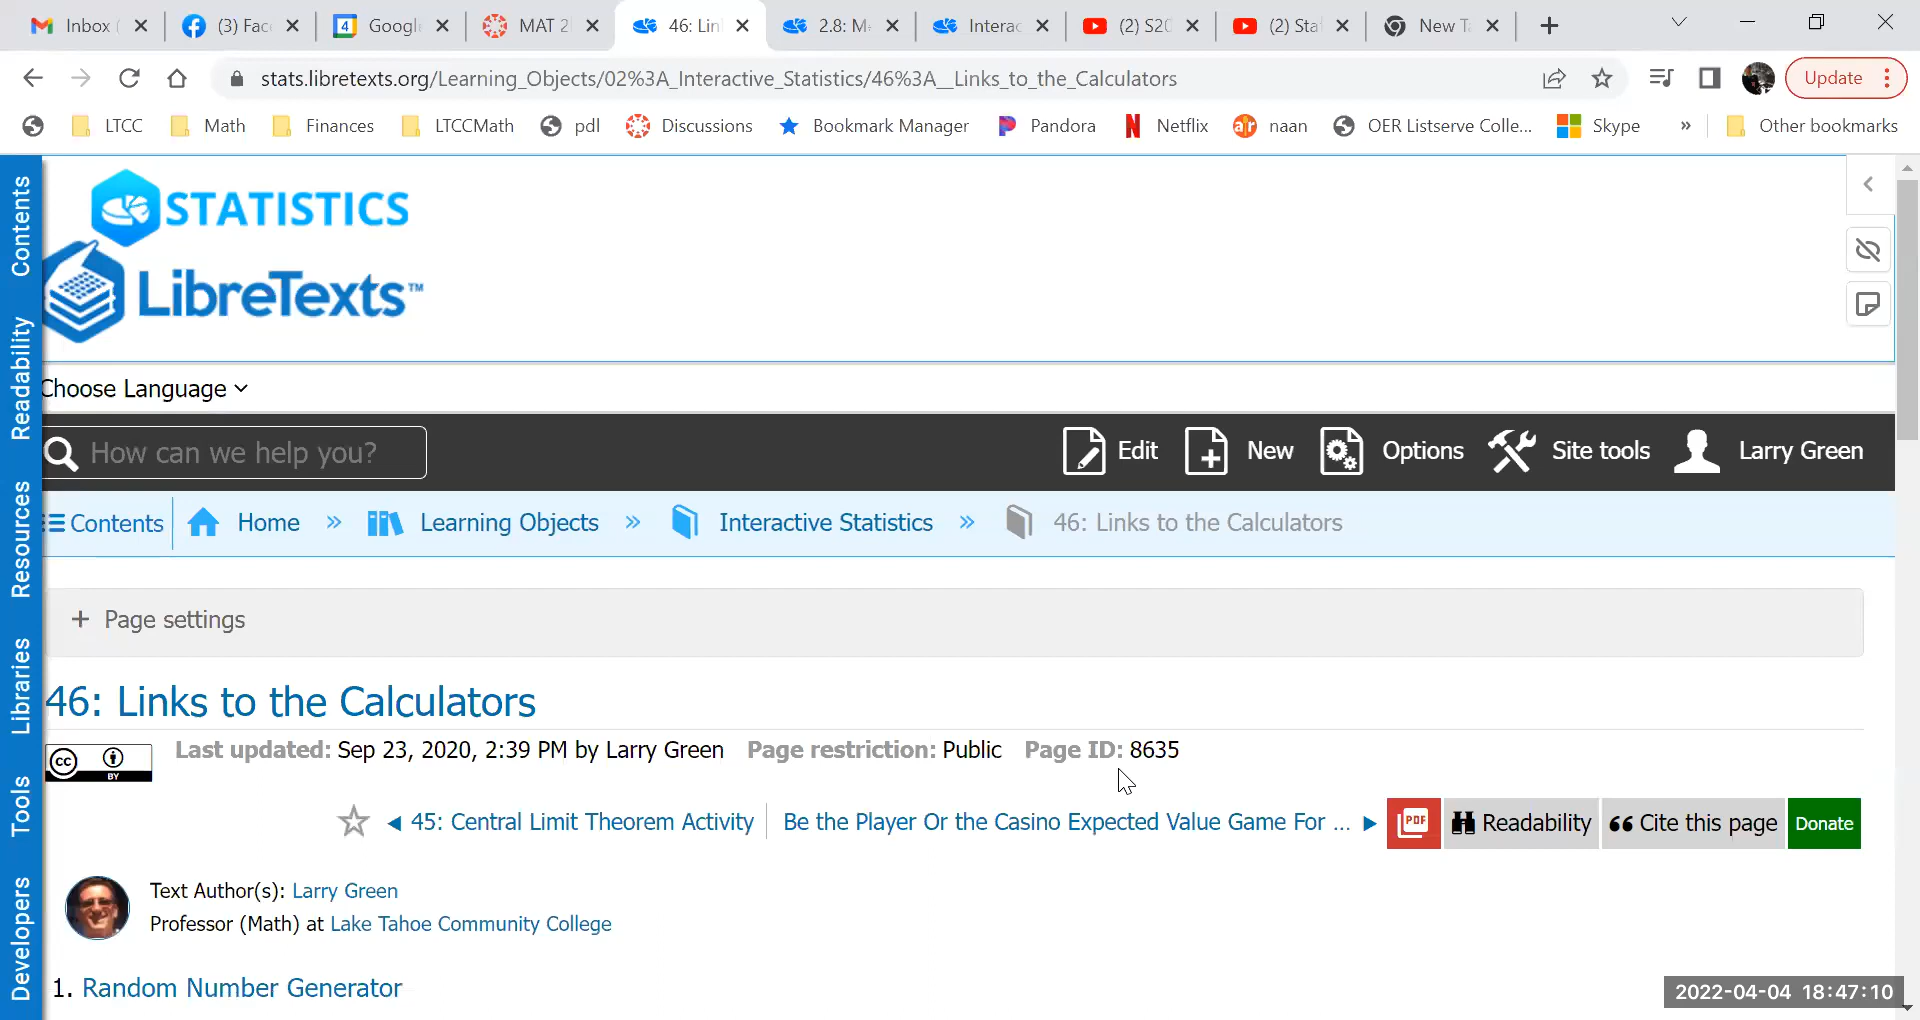 Inbox (
(3) Fac
4
Googl
MAT 2
46: Lin
2.8: M
Interac
(2) S20
(2) Sta
New Ta
stats.libretexts.org/Learning_Objects/02%3A_Interactive_Statistics/46%3A__Links_to_the_Calculators
Update
LTCC
Math
Finances
LTCCMath
pdl
Discussions
Bookmark Manager
Pandora
Netflix
naan
OER Listserve Colle...
Skype
»
Other bookmarks
Contents
Readability
Resources
Libraries
Tools
Developers
STATISTICS
LibreTexts™
Choose Language
How can we help you?
Edit
New
Options
Site tools
Larry Green
Contents
Home » Learning Objects » Interactive Statistics » 46: Links to the Calculators
+ Page settings
46: Links to the Calculators
cc BY
Last updated: Sep 23, 2020, 2:39 PM by Larry Green Page restriction: Public Page ID: 8635
◄ 45: Central Limit Theorem Activity
Be the Player Or the Casino Expected Value Game For ... ►
PDF
Readability
Cite this page
Donate
Text Author(s): Larry Green
Professor (Math) at Lake Tahoe Community College
1. Random Number Generator
2022-04-04 18:47:10